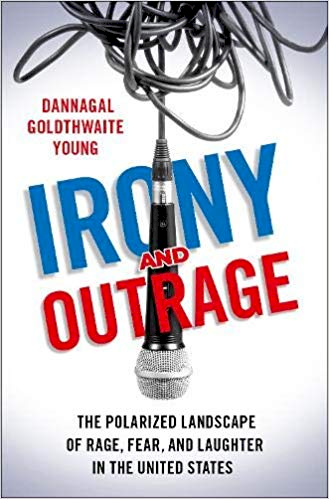 DANNAGAL
GOLDTHWAITE
YOUNG
IRONY
AND
OUTRAGE
THE POLARIZED LANDSCAPE
OF RAGE, FEAR, AND LAUGHTER
IN THE UNITED STATES